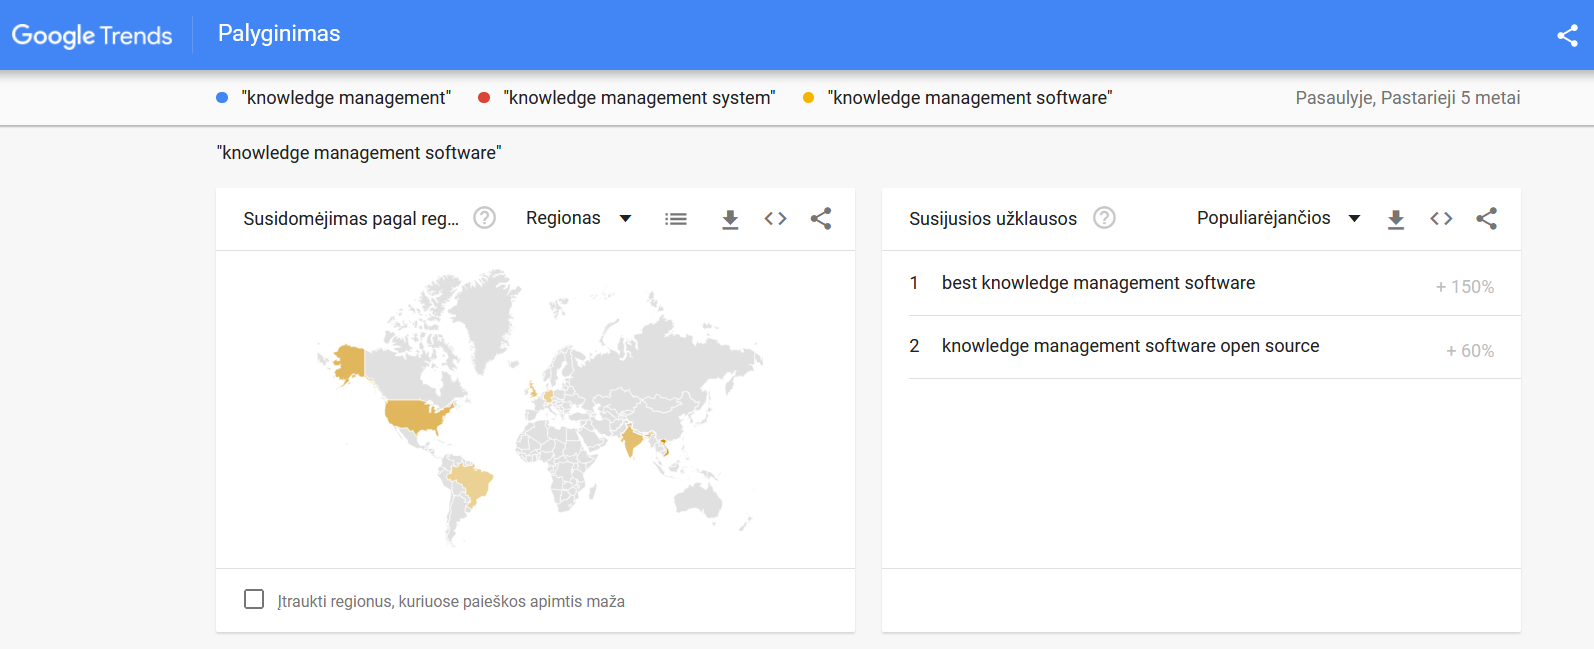 Google Trends
Palyginimas
"knowledge management" "knowledge management system" "knowledge management software" Pasaulyje, Pastarieji 5 metai
"knowledge management software"
Susidomėjimas pagal reg... ? Regionas
Įtraukti regionus, kuriuose paieškos apimtis maža
Susijusios užklausos ? Populiarėjančios
1 best knowledge management software + 150%
2 knowledge management software open source + 60%